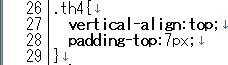 26 .th4{↓
27 vertical-align:top;↓
28 padding-top:7px;↓
29 }↓